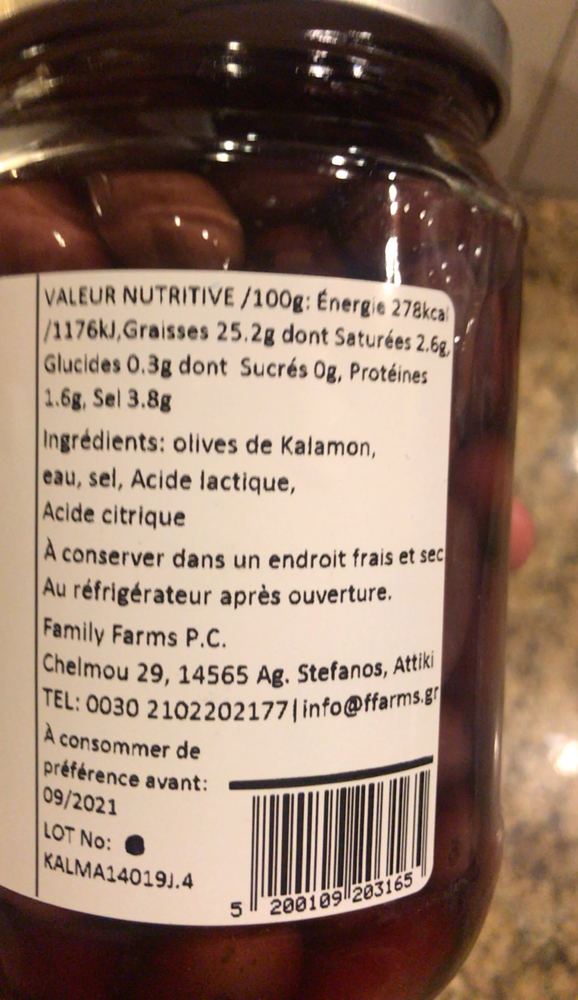 VALEUR NUTRITIVE /100g: Énergie 278kcal
/1176kJ,Graisses 25.2g dont Saturées 2.6g,
Glucides 0.3g dont Sucrés 0g, Protéines
1.6g, Sel 3.8g
Ingrédients: olives de Kalamon,
eau, sel, Acide lactique,
Acide citrique
À conserver dans un endroit frais et sec
Au réfrigérateur après ouverture.
Family Farms P.C.
Chelmou 29, 14565 Ag. Stefanos, Attiki
TEL: 0030 2102202177|info@ffarms.gr
À consommer de
préférence avant:
09/2021
LOT No:
KALMA14019J.4
5 200109 203165